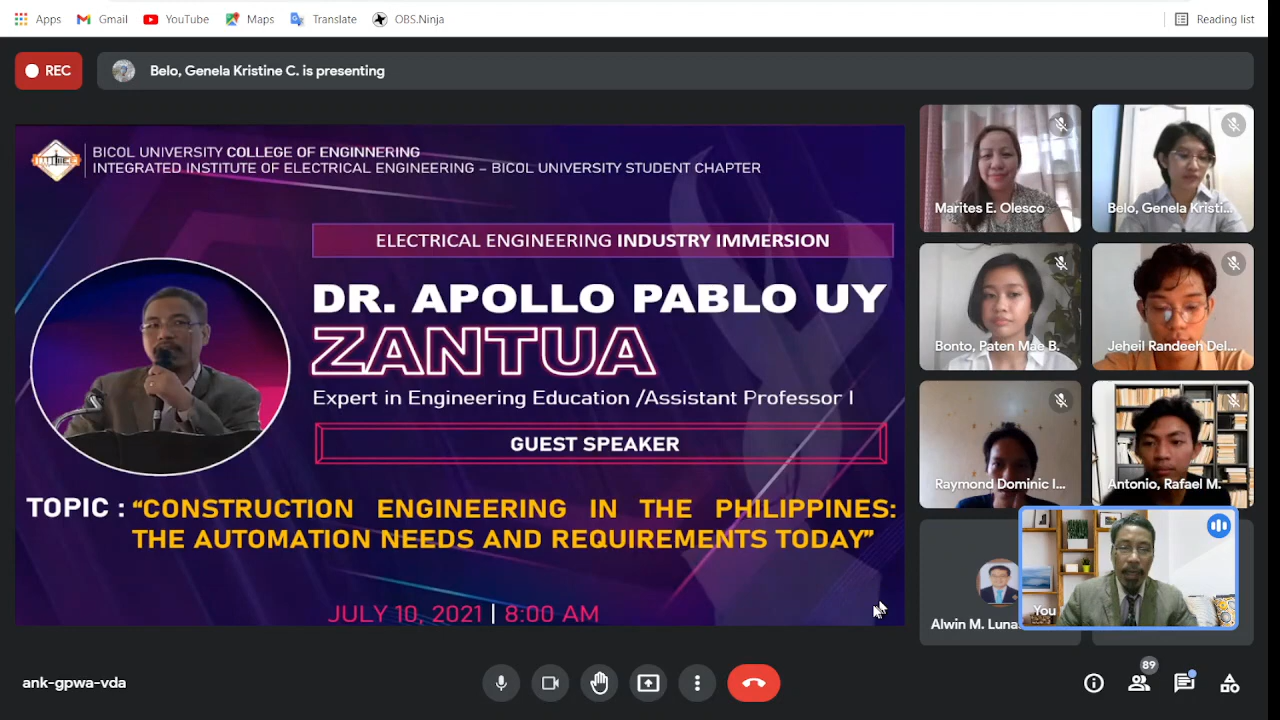 Apps
Gmail
YouTube
Maps
Translate
OBS.Ninja
Reading list
REC
Belo, Genela Kristine C. is presenting
BICOL UNIVERSITY COLLEGE OF ENGINNERING
INTEGRATED INSTITUTE OF ELECTRICAL ENGINEERING – BICOL UNIVERSITY STUDENT CHAPTER
ELECTRICAL ENGINEERING INDUSTRY IMMERSION
DR. APOLLO PABLO UY
ZANTUA
Expert in Engineering Education /Assistant Professor I
GUEST SPEAKER
TOPIC : “CONSTRUCTION ENGINEERING IN THE PHILIPPINES:
THE AUTOMATION NEEDS AND REQUIREMENTS TODAY”
JULY 10, 2021 | 8:00 AM
Marites E. Olesco
Belo, Genela Kristi...
Bonto, Paten Mae B.
Jeheil Randeeh Del...
Raymond Dominic I...
Antonio, Rafael M.
Alwin M. Lunas
You
ank-gpwa-vda
89